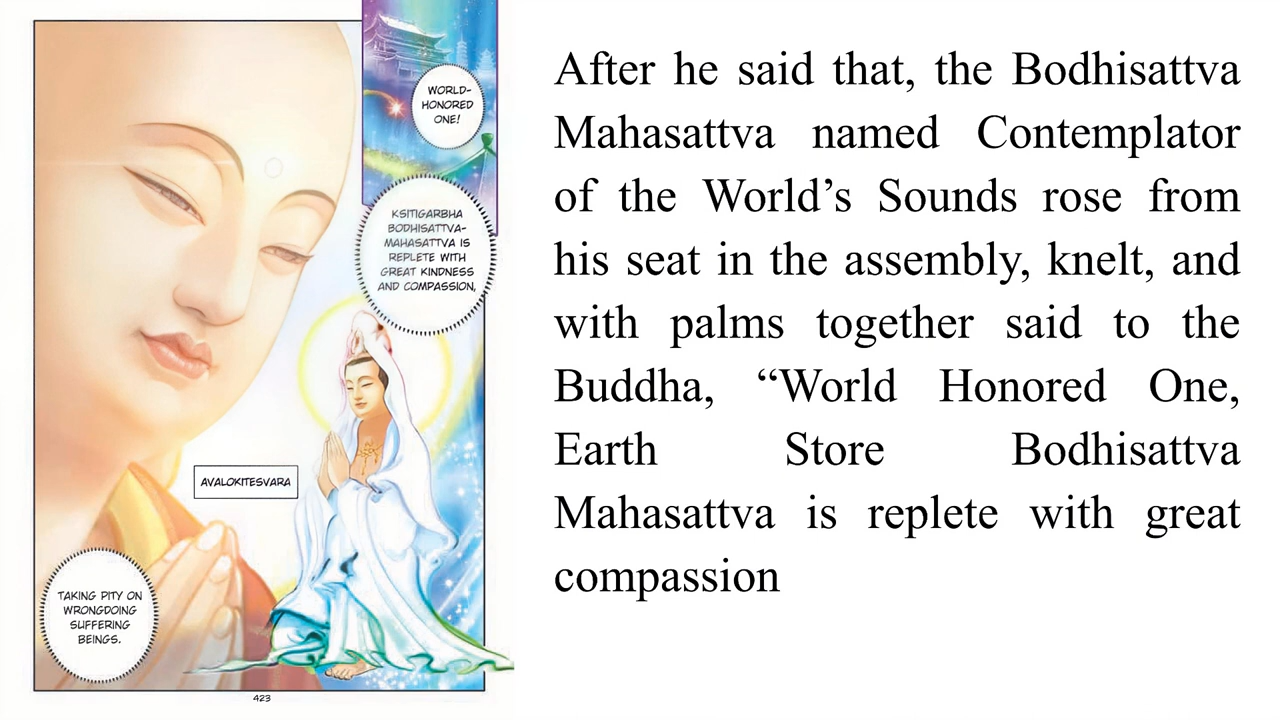 WORLD-
HONORED
ONE!
KSITIGARBHA
BODHISATTVA-
MAHASATTVA IS
REPLETE WITH
GREAT KINDNESS
AND COMPASSION,
AVALOKITESVARA
TAKING PITY ON
WRONGDOING
SUFFERING
BEINGS.
423
After he said that, the Bodhisattva
Mahasattva named Contemplator
of the World’s Sounds rose from
his seat in the assembly, knelt, and
with palms together said to the
Buddha, “World Honored One,
Earth Store Bodhisattva
Mahasattva is replete with great
compassion